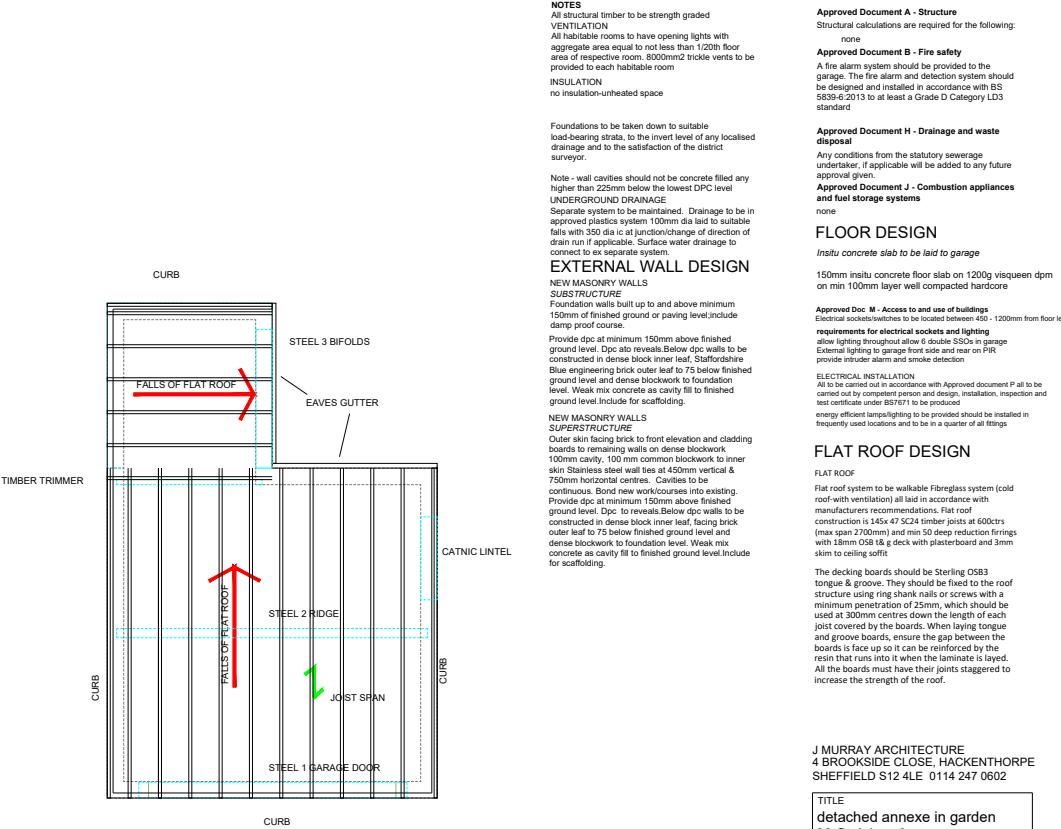 CURB
STEEL 3 BIFOLDS
FALLS OF FLAT ROOF
EAVES GUTTER
TIMBER TRIMMER
CATNIC LINTEL
FALLS OF FLAT ROOF
STEEL 2 RIDGE
CURB
CURB
JOIST SPAN
STEEL 1 GARAGE DOOR
CURB
NOTES
All structural timber to be strength graded
VENTILATION
All habitable rooms to have opening lights with
aggregate area equal to not less than 1/20th floor
area of respective room. 8000mm2 trickle vents to be
provided to each habitable room
INSULATION
no insulation-unheated space
Foundations to be taken down to suitable
load-bearing strata, to the invert level of any localised
drainage and to the satisfaction of the district
surveyor.
Note - wall cavities should not be concrete filled any
higher than 225mm below the lowest DPC level
UNDERGROUND DRAINAGE
Separate system to be maintained. Drainage to be in
approved plastics system 100mm dia laid to suitable
falls with 350 dia ic at junction/change of direction of
drain run if applicable. Surface water drainage to
connect to ex separate system.
EXTERNAL WALL DESIGN
NEW MASONRY WALLS
SUBSTRUCTURE
Foundation walls built up to and above minimum
150mm of finished ground or paving level;include
damp proof course.
Provide dpc at minimum 150mm above finished
ground level. Dpc ato reveals.Below dpc walls to be
constructed in dense block inner leaf, Staffordshire
Blue engineering brick outer leaf to 75 below finished
ground level and dense blockwork to foundation
level. Weak mix concrete as cavity fill to finished
ground level.Include for scaffolding.
NEW MASONRY WALLS
SUPERSTRUCTURE
Outer skin facing brick to front elevation and cladding
boards to remaining walls on dense blockwork
100mm cavity, 100 mm common blockwork to inner
skin Stainless steel wall ties at 450mm vertical &
750mm horizontal centres. Cavities to be
continuous. Bond new work/courses into existing.
Provide dpc at minimum 150mm above finished
ground level. Dpc to reveals.Below dpc walls to be
constructed in dense block inner leaf, facing brick
outer leaf to 75 below finished ground level and
dense blockwork to foundation level. Weak mix
concrete as cavity fill to finished ground level.Include
for scaffolding.
Approved Document A - Structure
Structural calculations are required for the following:
none
Approved Document B - Fire safety
A fire alarm system should be provided to the
garage. The fire alarm and detection system should
be designed and installed in accordance with BS
5839-6:2013 to at least a Grade D Category LD3
standard
Approved Document H - Drainage and waste
disposal
Any conditions from the statutory sewerage
undertaker, if applicable will be added to any future
approval given.
Approved Document J - Combustion appliances
and fuel storage systems
none
FLOOR DESIGN
Insitu concrete slab to be laid to garage
150mm insitu concrete floor slab on 1200g visqueen dpm
on min 100mm layer well compacted hardcore
Approved Doc M - Access to and use of buildings
Electrical sockets/switches to be located between 450 - 1200mm from floor
requirements for electrical sockets and lighting
allow lighting throughout allow 6 double SSOs in garage
External lighting to garage front side and rear on PIR
provide intruder alarm and smoke detection
ELECTRICAL INSTALLATION
All to be carried out in accordance with Approved document P all to be
carried out by competent person and design, installation, inspection and
test certificate under BS7671 to be produced
energy efficient lamps/lighting to be provided should be installed in
frequently used locations and to be in a quarter of all fittings
FLAT ROOF DESIGN
FLAT ROOF
Flat roof system to be walkable Fibreglass system (cold
roof-with ventilation) all laid in accordance with
manufacturers recommendations. Flat roof
construction is 145x 47 SC24 timber joists at 600ctrs
(max span 2700mm) and min 50 deep reduction firrings
with 18mm OSB t& g deck with plasterboard and 3mm
skim to ceiling soffit
The decking boards should be Sterling OSB3
tongue & groove. They should be fixed to the roof
structure using ring shank nails or screws with a
minimum penetration of 25mm, which should be
used at 300mm centres down the length of each
joist covered by the boards. When laying tongue
and groove boards, ensure the gap between the
boards is face up so it can be reinforced by the
resin that runs into it when the laminate is layed.
All the boards must have their joints staggered to
increase the strength of the roof.
J MURRAY ARCHITECTURE
4 BROOKSIDE CLOSE, HACKENTHORPE
SHEFFIELD S12 4LE 0114 247 0602
TITLE
detached annexe in garden